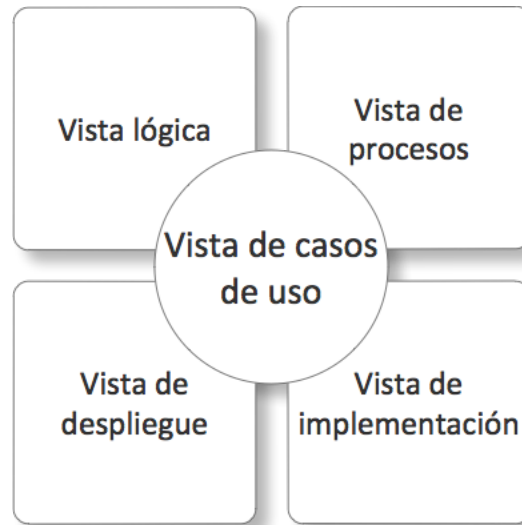 Vista lógica
Vista de
procesos
Vista de casos
de uso
Vista de
despliegue
Vista de
implementación